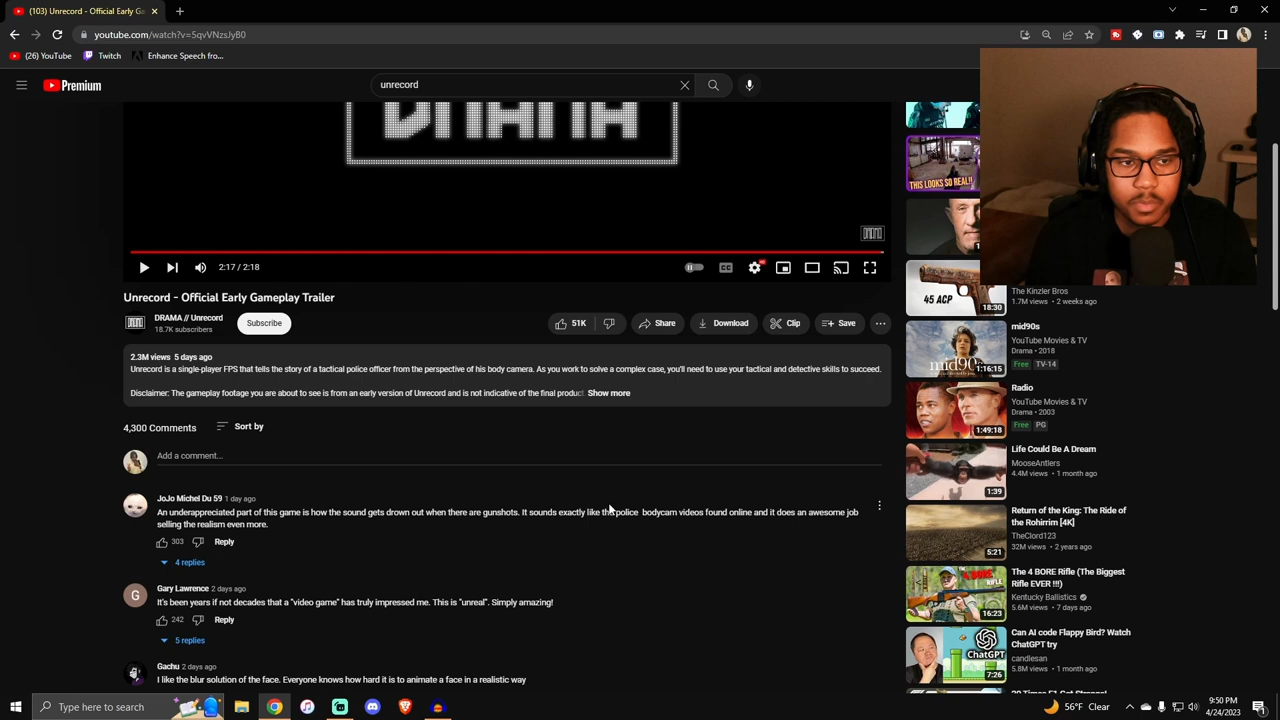 (103) Unrecord - Official Early Ga
youtube.com/watch?v=5qvVNzsJyB0
(26) YouTube
Twitch
Enhance Speech fro...
Premium
unrecord
DRAMA
THIS LOOKS SO REAL!!
2:17 / 2:18
CC
45 ACP
18:30
The Kinzler Bros
1.7M views • 2 weeks ago
Unrecord - Official Early Gameplay Trailer
DRAMA // Unrecord
18.7K subscribers
Subscribe
51K
Share
Download
Clip
Save
mid90s
YouTube Movies & TV
Drama • 2018
Free
TV-14
mid90
1:16:15
2.3M views 5 days ago
Unrecord is a single-player FPS that tells the story of a tactical police officer from the perspective of his body camera. As you work to solve a complex case, you'll need to use your tactical and detective skills to succeed.
Disclaimer: The gameplay footage you are about to see is from an early version of Unrecord and is not indicative of the final product. Show more
Radio
YouTube Movies & TV
Drama • 2003
Free
PG
1:49:18
4,300 Comments
Sort by
Add a comment...
Life Could Be A Dream
MooseAntlers
4.4M views • 1 month ago
1:39
JoJo Michel Du 59 1 day ago
An underappreciated part of this game is how the sound gets drown out when there are gunshots. It sounds exactly like the police bodycam videos found online and it does an awesome job
selling the realism even more.
303
Reply
4 replies
Return of the King: The Ride of
the Rohirrim [4K]
TheClord123
32M views • 2 years ago
5:21
G
Gary Lawrence 2 days ago
It's been years if not decades that a "video game" has truly impressed me. This is "unreal". Simply amazing!
242
Reply
5 replies
The 4 BORE Rifle (The Biggest
Rifle EVER !!!)
Kentucky Ballistics
5.6M views • 7 days ago
16:23
Can AI code Flappy Bird? Watch
ChatGPT try
candlesan
5.8M views • 1 month ago
ChatGPT
7:26
Gachu 2 days ago
I like the blur solution of the face. Everyone knows how hard it is to animate a face in a realistic way
Type here to search
56°F Clear
9:50 PM
4/24/2023